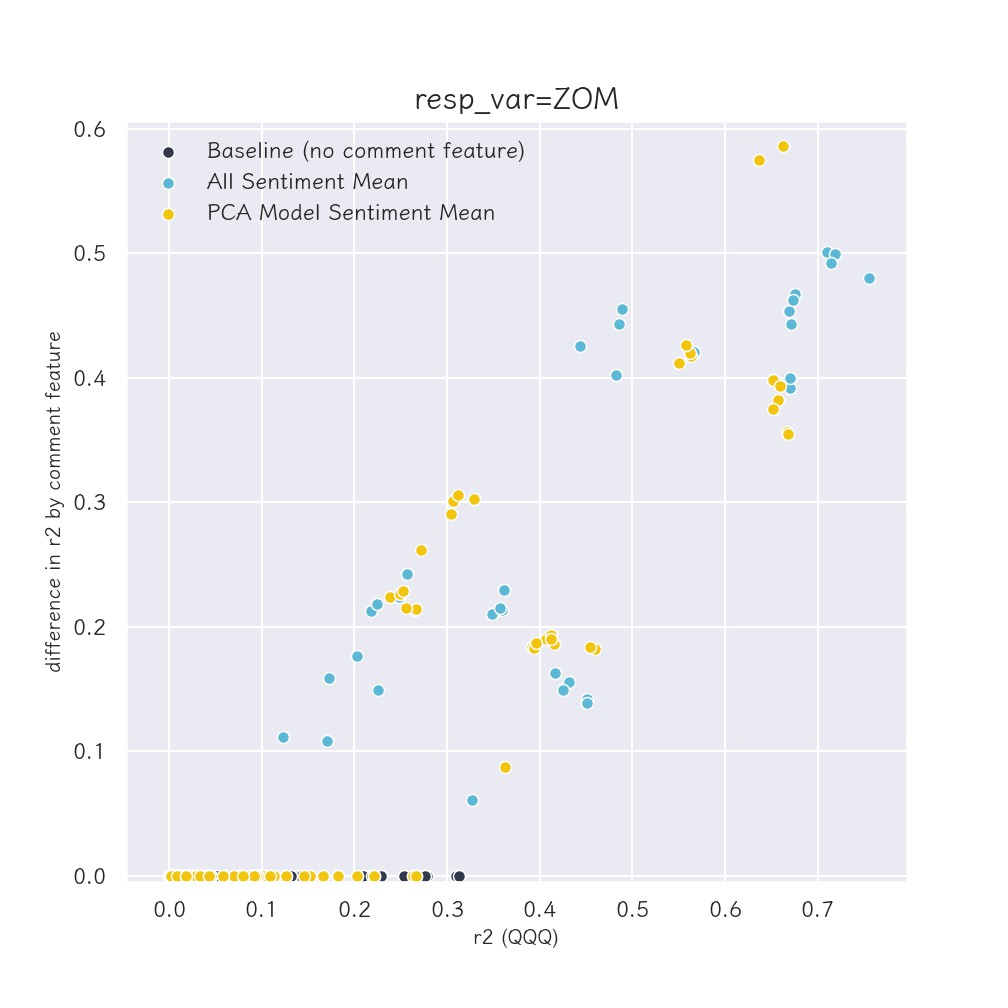 resp_var=ZOM
Baseline (no comment feature)
All Sentiment Mean
PCA Model Sentiment Mean
difference in r2 by comment feature
0.6
0.5
0.4
0.3
0.2
0.1
0.0
0.0 0.1 0.2 0.3 0.4 0.5 0.6 0.7
r2 (QQQ)